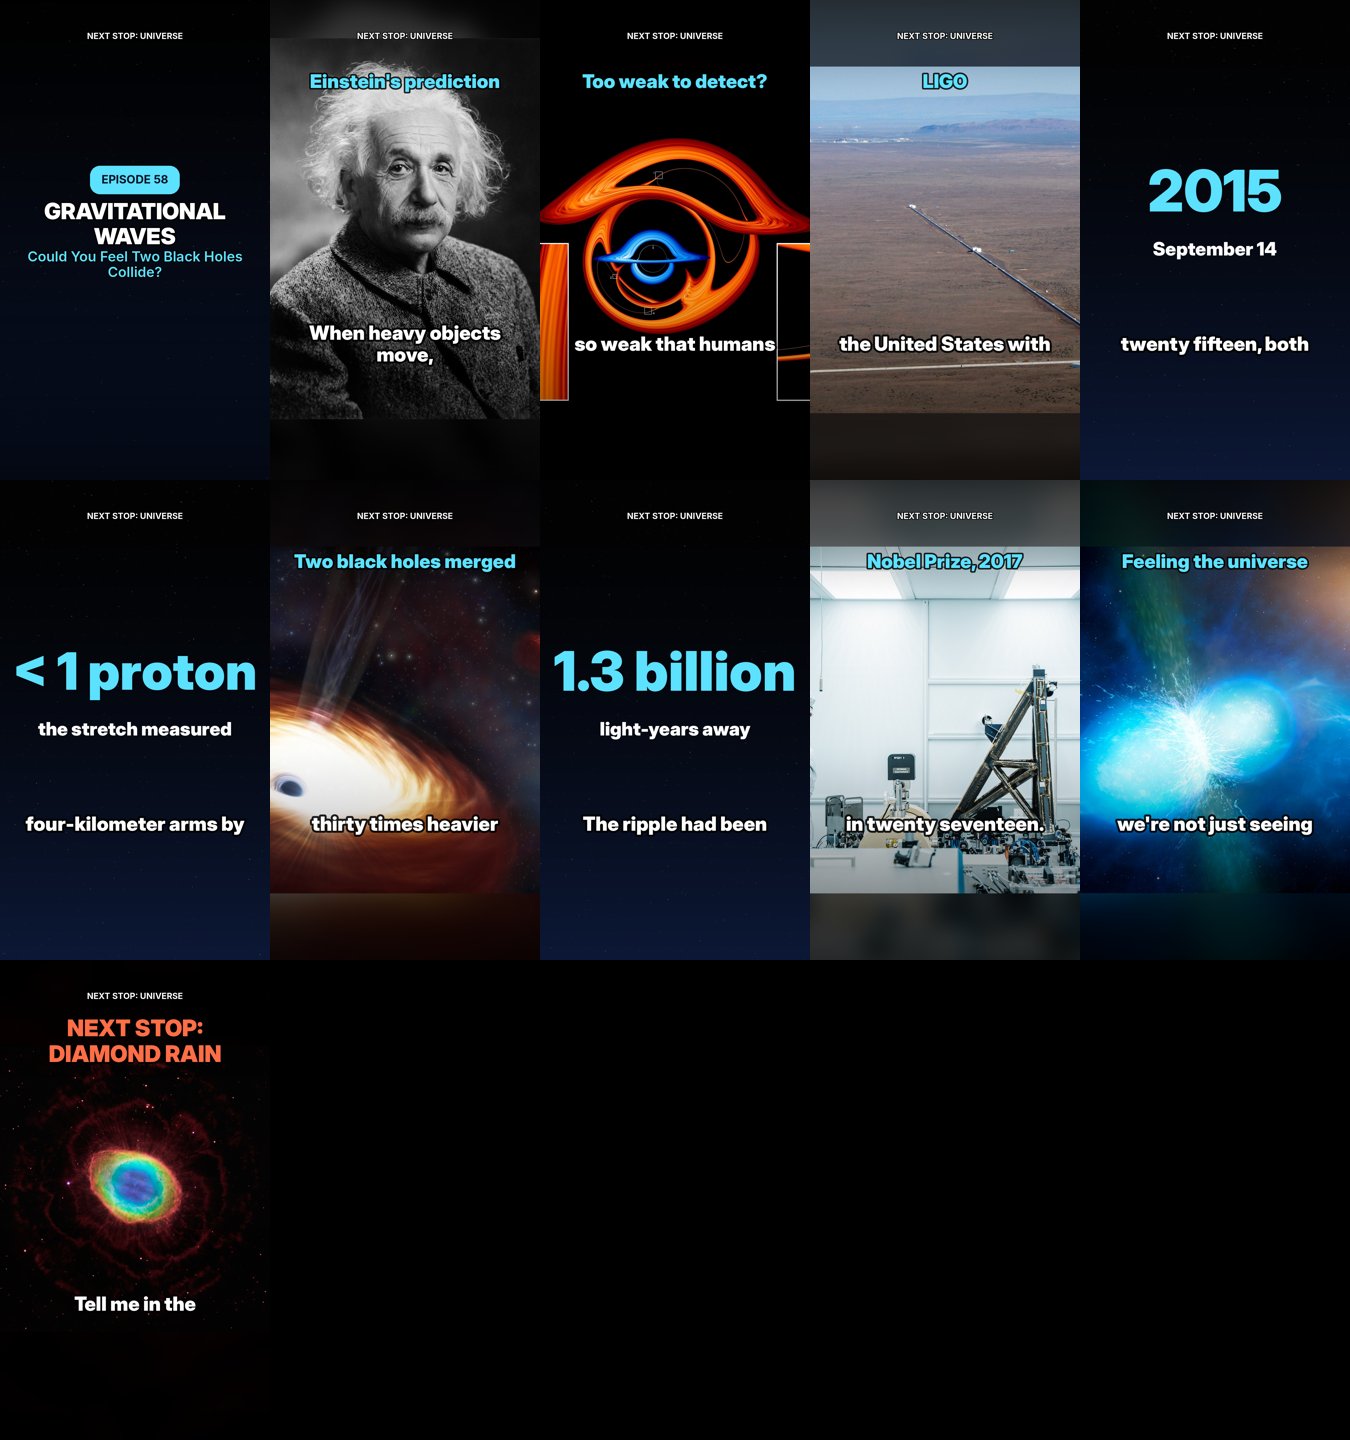 NEXT STOP: UNIVERSE
EPISODE 58
GRAVITATIONAL
WAVES
Could You Feel Two Black Holes
Collide?
NEXT STOP: UNIVERSE
Einstein's prediction
When heavy objects
move,
NEXT STOP: UNIVERSE
Too weak to detect?
so weak that humans
NEXT STOP: UNIVERSE
LIGO
the United States with
NEXT STOP: UNIVERSE
2015
September 14
twenty fifteen, both
NEXT STOP: UNIVERSE
< 1 proton
the stretch measured
four-kilometer arms by
NEXT STOP: UNIVERSE
Two black holes merged
thirty times heavier
NEXT STOP: UNIVERSE
1.3 billion
light-years away
The ripple had been
NEXT STOP: UNIVERSE
Nobel Prize, 2017
in twenty seventeen.
NEXT STOP: UNIVERSE
Feeling the universe
we're not just seeing
NEXT STOP: UNIVERSE
NEXT STOP:
DIAMOND RAIN
Tell me in the